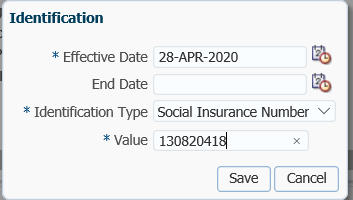 Identification
* Effective Date 28-APR-2020
End Date
* Identification Type Social Insurance Number
* Value 130820418 ×
Save Cancel